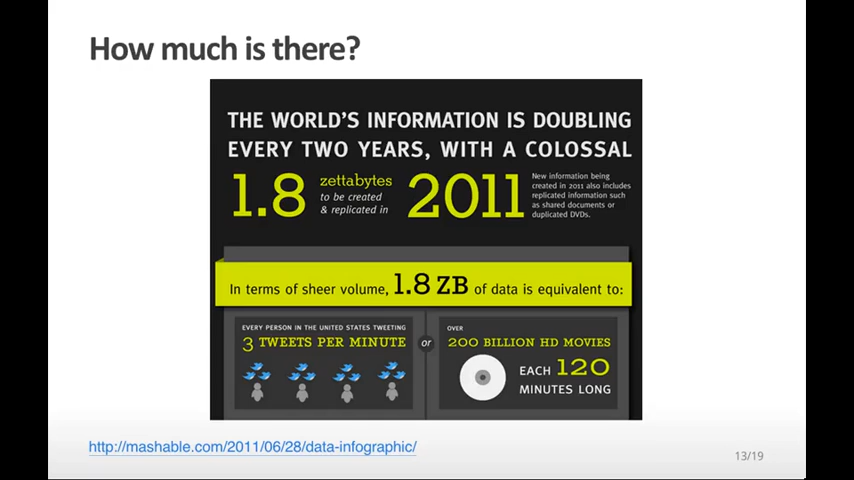 How much is there?
THE WORLD'S INFORMATION IS DOUBLING
EVERY TWO YEARS, WITH A COLOSSAL
1.8 zettabytes
to be created
& replicated in
2011
New information being
created in 2011 also includes
replicated information such
as shared documents or
duplicated DVDs.
In terms of sheer volume, 1.8 ZB of data is equivalent to:
EVERY PERSON IN THE UNITED STATES TWEETING
3 TWEETS PER MINUTE
or
OVER
200 BILLION HD MOVIES
EACH 120
MINUTES LONG
http://mashable.com/2011/06/28/data-infographic/
13/19